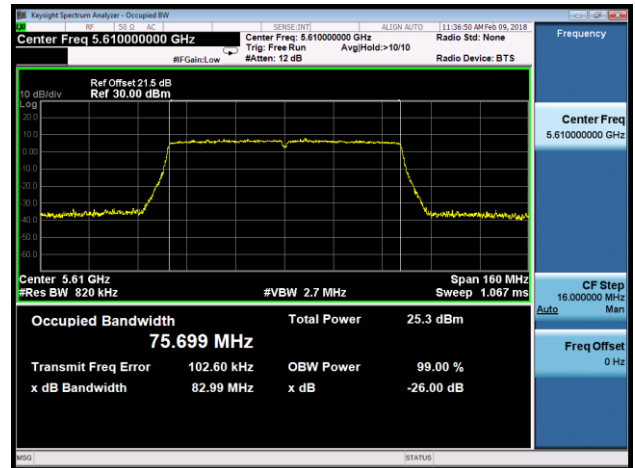 Keysight Spectrum Analyzer - Occupied BW
RF 50 Ω AC SENSE:INT ALIGN AUTO 11:36:50 AM Feb 09, 2018
Center Freq 5.610000000 GHz
Center Freq: 5.610000000 GHz
Radio Std: None
Trig: Free Run Avg|Hold:>10/10
#IFGain:Low #Atten: 12 dB Radio Device: BTS
Frequency
Ref Offset 21.5 dB
10 dB/div Ref 30.00 dBm
Log
20.0
10.0
0.00
-10.0
-20.0
-30.0
-40.0
-50.0
-60.0
Center 5.61 GHz Span 160 MHz
#Res BW 820 kHz #VBW 2.7 MHz Sweep 1.067 ms
Occupied Bandwidth Total Power 25.3 dBm
75.699 MHz
Transmit Freq Error 102.60 kHz OBW Power 99.00 %
x dB Bandwidth 82.99 MHz x dB -26.00 dB
Center Freq
5.610000000 GHz
CF Step
16.000000 MHz
Auto Man
Freq Offset
0 Hz
MSG STATUS